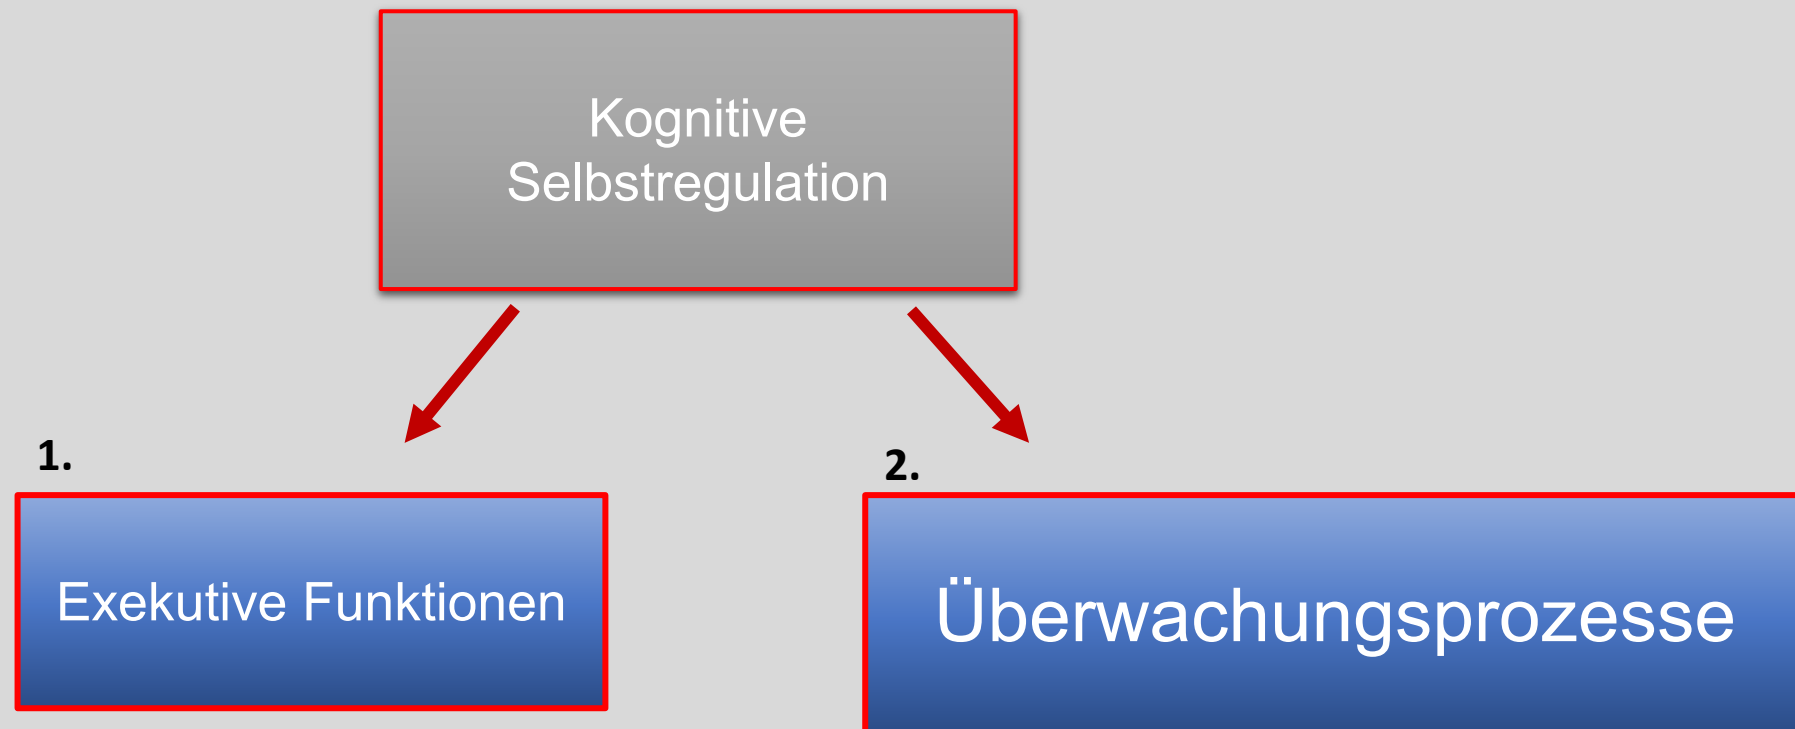 Kognitive
Selbstregulation
1.
2.
Exekutive Funktionen
Überwachungsprozesse